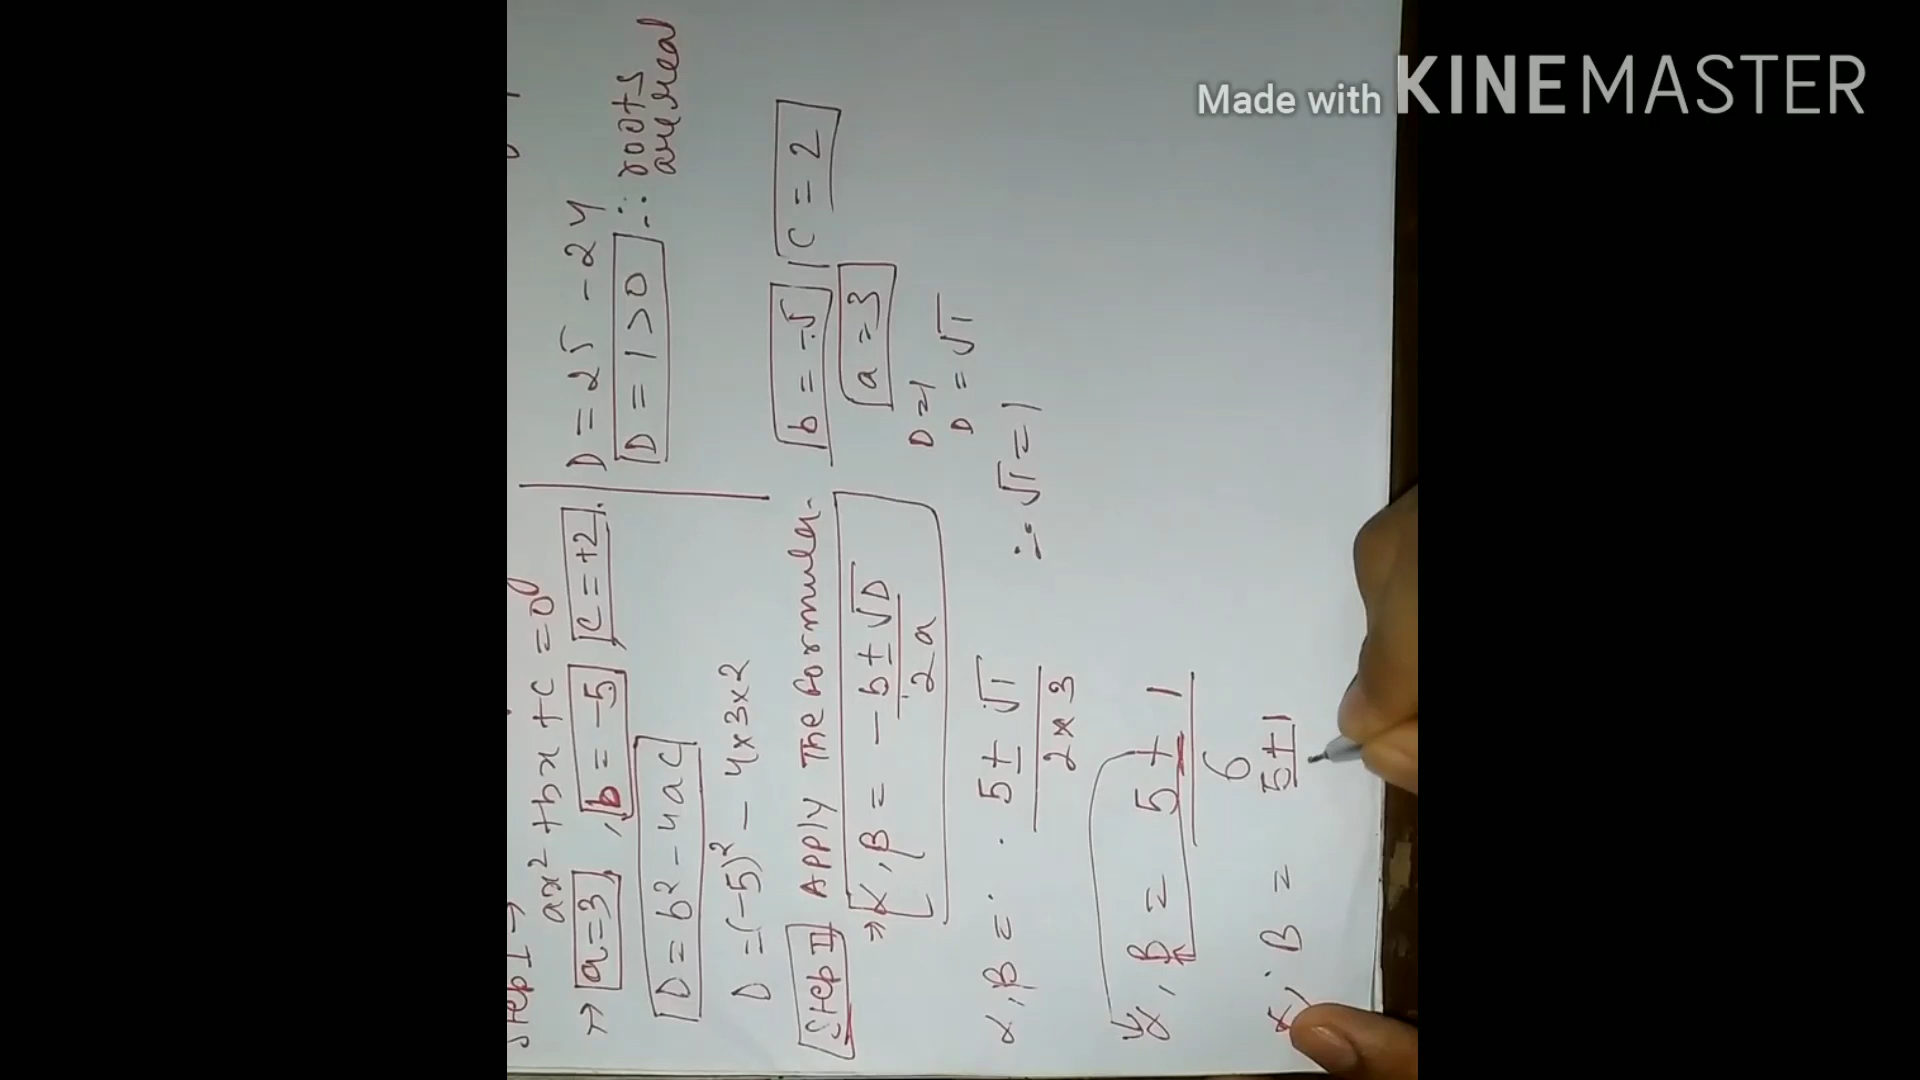 Made with KINEMASTER
Step I →
ax² + bx + c = 0
→ a = 3, b = -5, c = +2.
D = b² - 4ac
D = (-5)² - 4×3×2
D = 25 - 24
D = 1 > 0 ∴ roots
are real
Step II APPLY The formula.
→ α, β = -b ± √D
2a
b = -5 c = 2
a = 3
D = 1
D = √1
α, β = 5 ± √1
2 × 3
∴ √1 = 1
α, β = 5 ± 1
6
α, β = 5 + 1